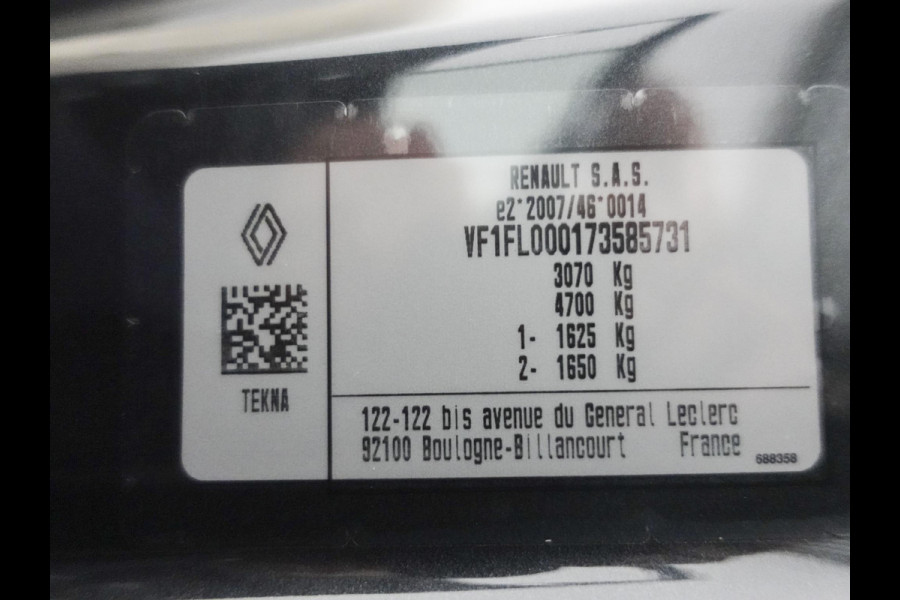 RENAULT S.A.S.
e2*2007/46*0014
VF1FL000173585731
3070 Kg
4700 Kg
1- 1625 Kg
2- 1650 Kg
TEKNA
122-122 bis avenue du General Leclerc
92100 Boulogne-Billancourt France
688358